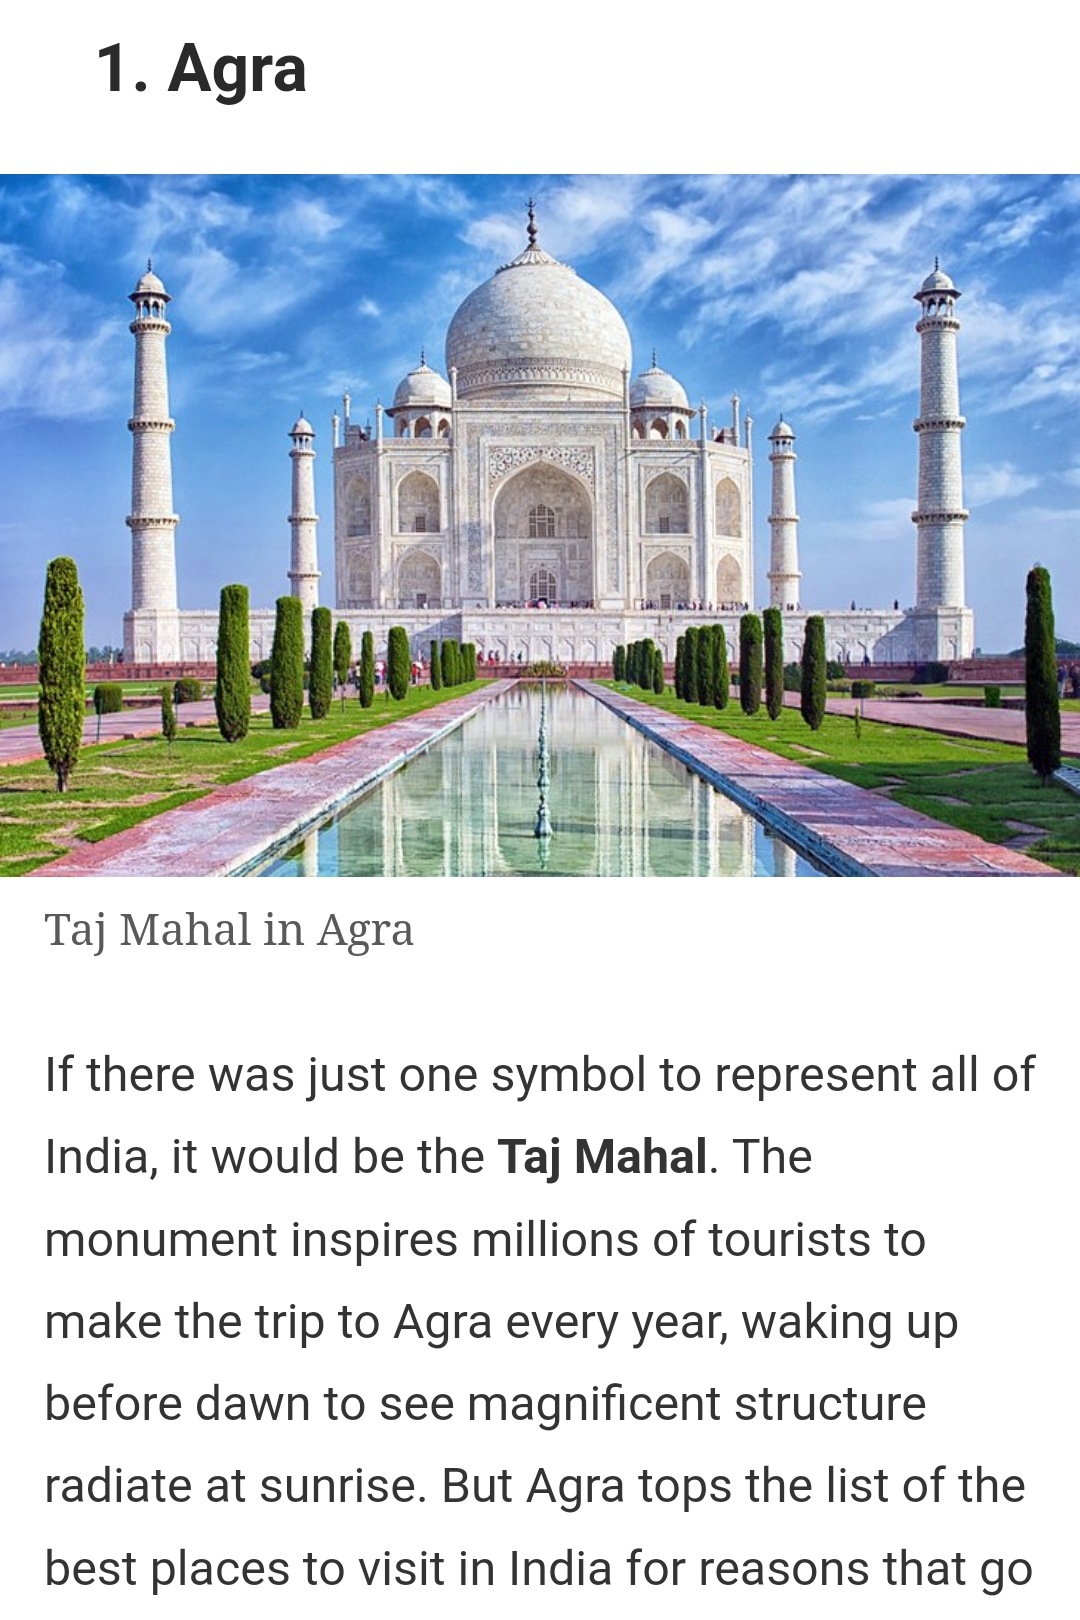 1. Agra
Taj Mahal in Agra
If there was just one symbol to represent all of
India, it would be the Taj Mahal. The
monument inspires millions of tourists to
make the trip to Agra every year, waking up
before dawn to see magnificent structure
radiate at sunrise. But Agra tops the list of the
best places to visit in India for reasons that go